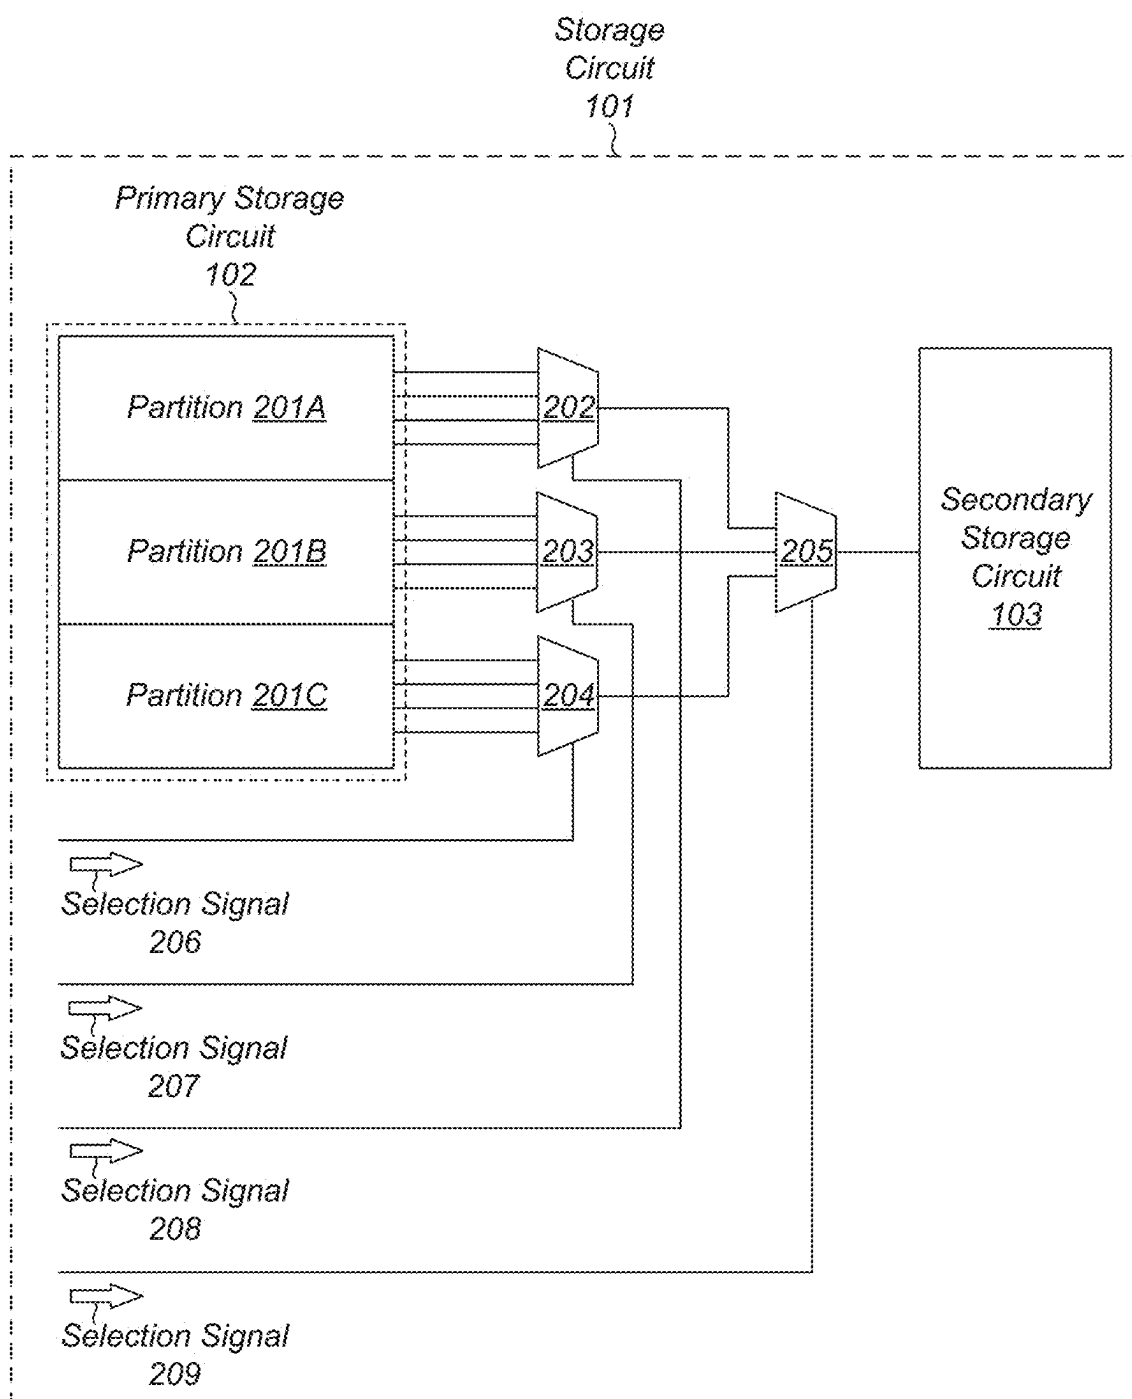 Storage
Circuit
101
Primary Storage
Circuit
102
Partition 201A
202
Partition 201B
203
205
Secondary
Storage
Circuit
103
Partition 201C
204
Selection Signal
206
Selection Signal
207
Selection Signal
208
Selection Signal
209